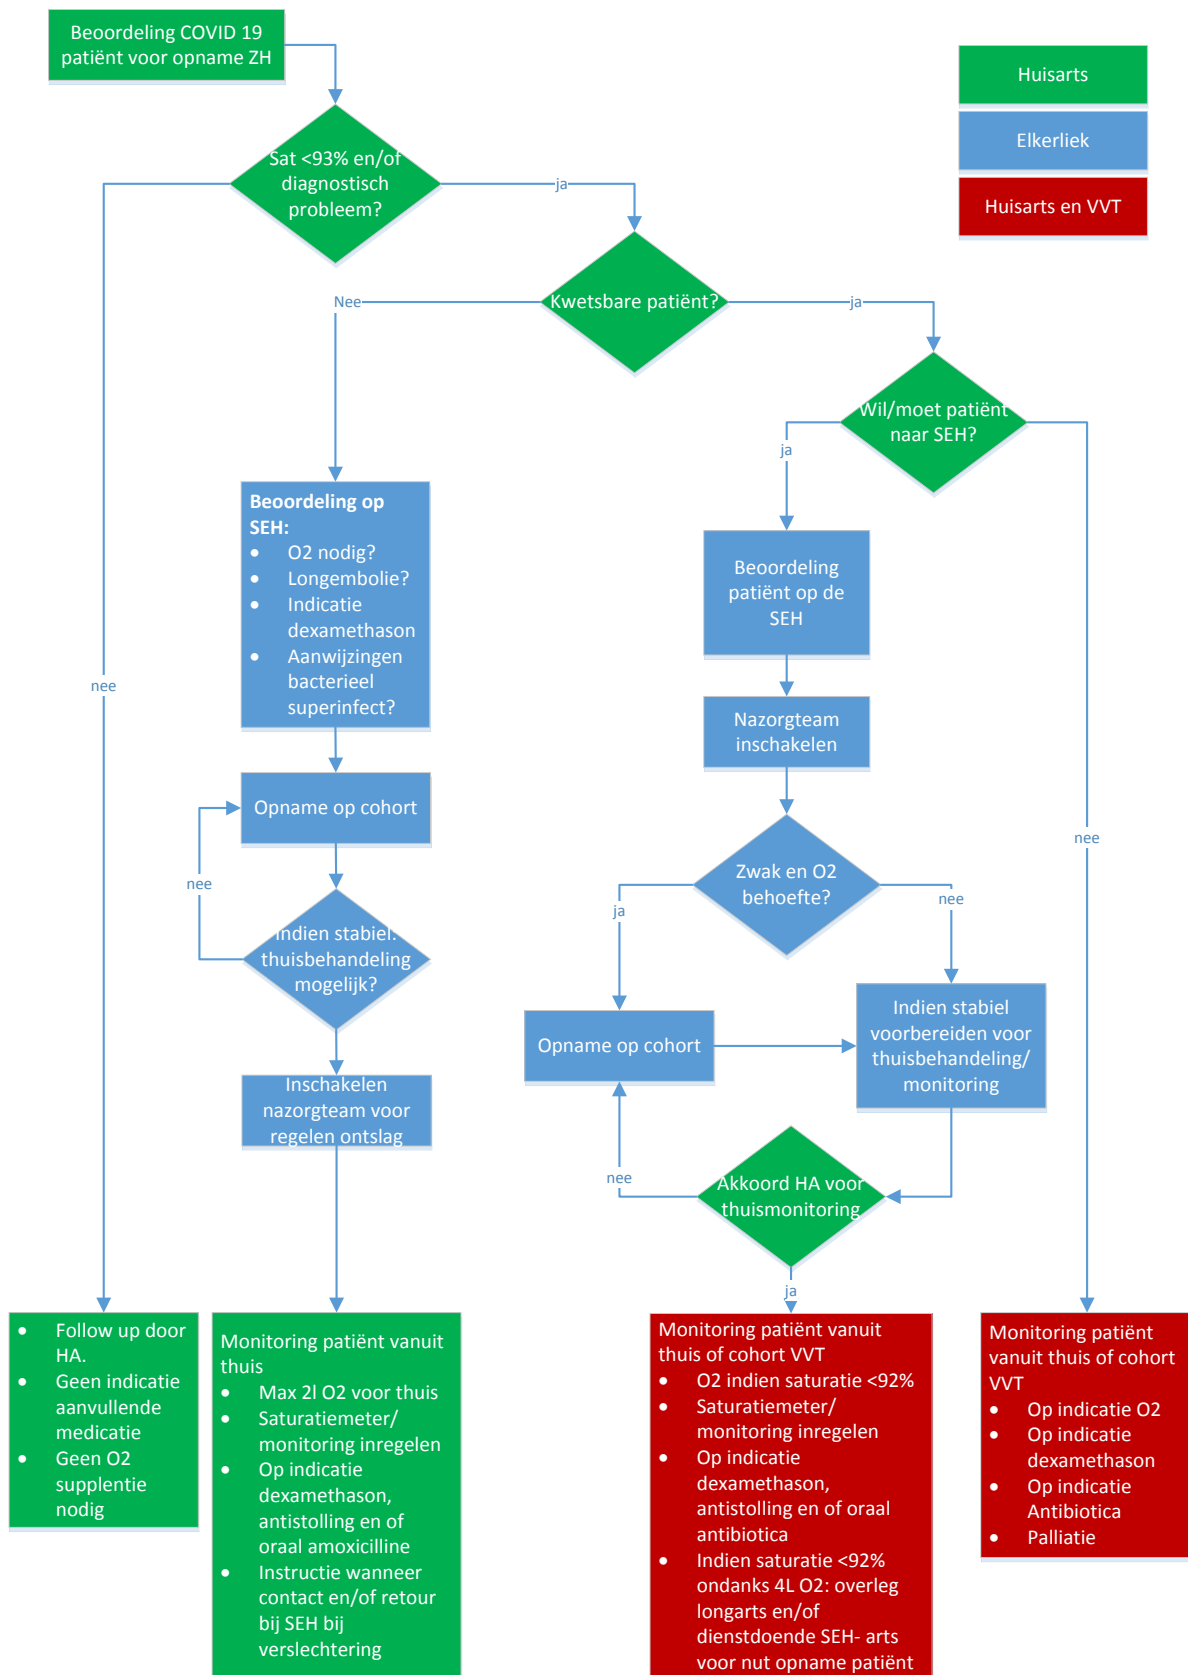 Beoordeling COVID 19
patiënt voor opname ZH
Huisarts
Elkerliek
Huisarts en VVT
Sat <93% en/of
diagnostisch
probleem?
ja
Kwetsbare patiënt?
Nee
ja
Wil/moet patiënt
naar SEH?
ja
Beoordeling op
SEH:
• O2 nodig?
• Longembolie?
• Indicatie
dexamethason
• Aanwijzingen
bacterieel
superinfect?
Beoordeling
patiënt op de
SEH
nee
Nazorgteam
inschakelen
Opname op cohort
nee
nee
Zwak en O2
behoefte?
ja
nee
Indien stabiel:
thuisbehandeling
mogelijk?
Opname op cohort
Indien stabiel
voorbereiden voor
thuisbehandeling/
monitoring
Inschakelen
nazorgteam voor
regelen ontslag
nee
Akkoord HA voor
thuismonitoring
ja
• Follow up door
HA.
• Geen indicatie
aanvullende
medicatie
• Geen O2
supplentie
nodig
Monitoring patiënt vanuit
thuis
• Max 2l O2 voor thuis
• Saturatiemeter/
monitoring inregelen
• Op indicatie
dexamethason,
antistolling en of
oraal amoxicilline
• Instructie wanneer
contact en/of retour
bij SEH bij
verslechtering
Monitoring patiënt vanuit
thuis of cohort VVT
• O2 indien saturatie <92%
• Saturatiemeter/
monitoring inregelen
• Op indicatie
dexamethason,
antistolling en of oraal
antibiotica
• Indien saturatie <92%
ondanks 4L O2: overleg
longarts en/of
dienstdoende SEH- arts
voor nut opname patiënt
Monitoring patiënt
vanuit thuis of cohort
VVT
• Op indicatie O2
• Op indicatie
dexamethason
• Op indicatie
Antibiotica
• Palliatie